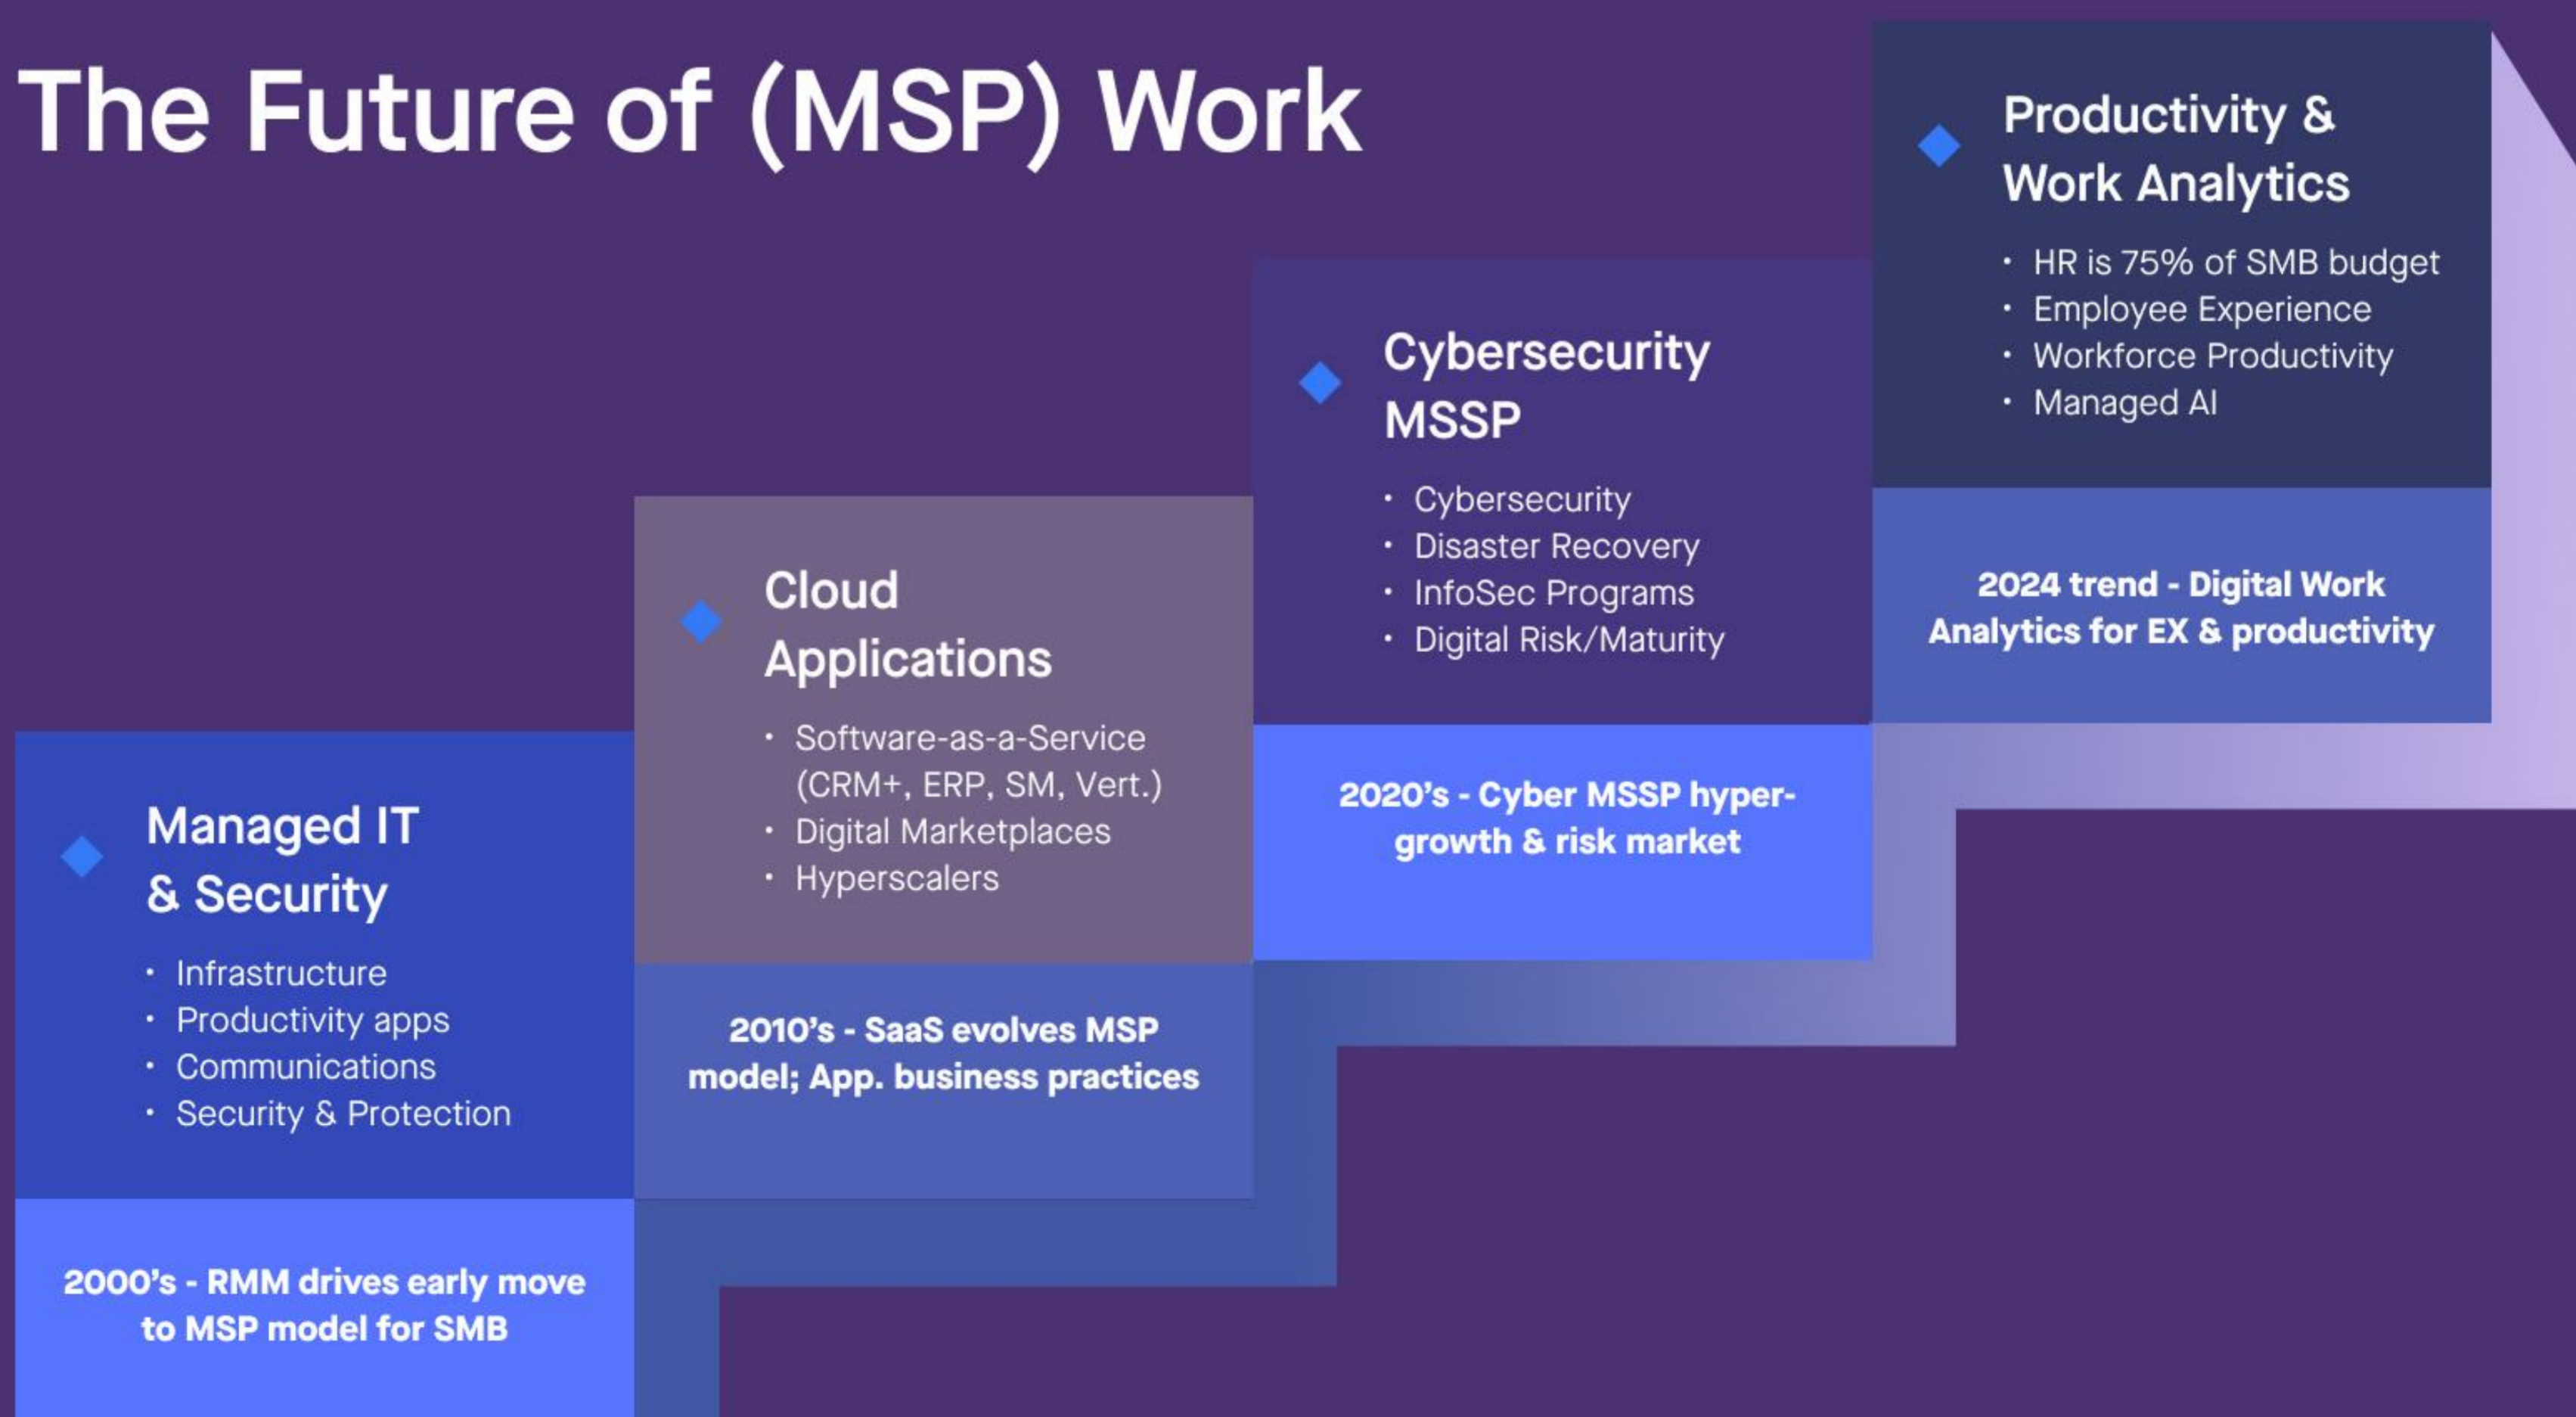 The Future of (MSP) Work
Managed IT
& Security
• Infrastructure
• Productivity apps
• Communications
• Security & Protection
2000's - RMM drives early move
to MSP model for SMB
Cloud
Applications
• Software-as-a-Service
(CRM+, ERP, SM, Vert.)
• Digital Marketplaces
• Hyperscalers
2010's - SaaS evolves MSP
model; App. business practices
Cybersecurity
MSSP
• Cybersecurity
• Disaster Recovery
• InfoSec Programs
• Digital Risk/Maturity
2020's - Cyber MSSP hyper-
growth & risk market
Productivity &
Work Analytics
• HR is 75% of SMB budget
• Employee Experience
• Workforce Productivity
• Managed AI
2024 trend - Digital Work
Analytics for EX & productivity